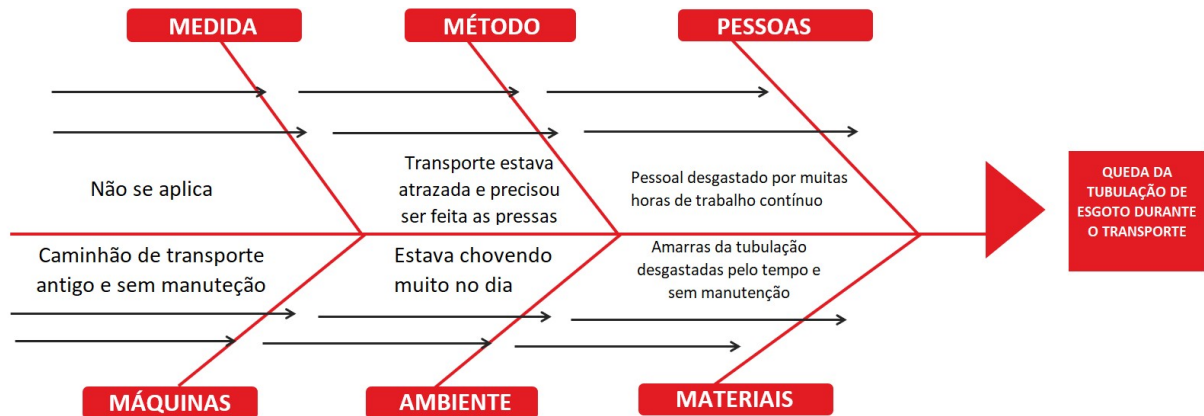 MEDIDA
MÉTODO
PESSOAS
Não se aplica
Transporte estava
atrazada e precisou
ser feita as pressas
Pessoal desgastado por muitas
horas de trabalho contínuo
QUEDA DA
TUBULAÇÃO DE
ESGOTO DURANTE
O TRANSPORTE
Caminhão de transporte
antigo e sem manuteção
Estava chovendo
muito no dia
Amarras da tubulação
desgastadas pelo tempo e
sem manutenção
MÁQUINAS
AMBIENTE
MATERIAIS